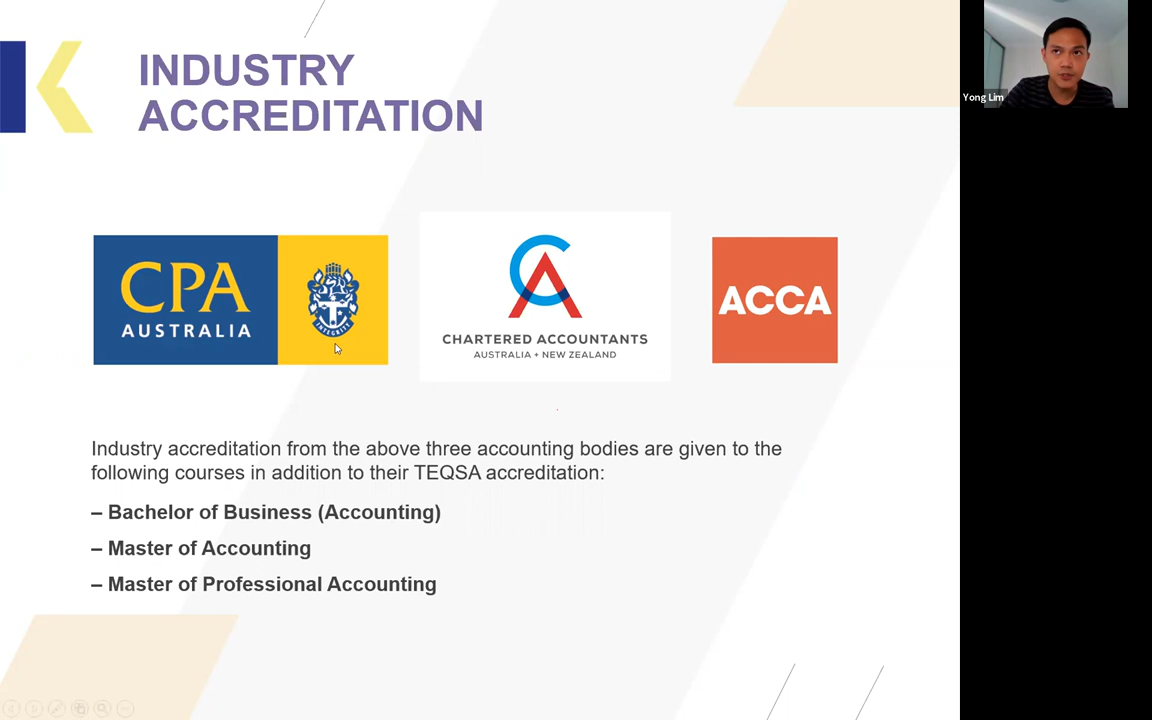 INDUSTRY
ACCREDITATION
Yong Lim
CPA
AUSTRALIA
INTEGRITY
CHARTERED ACCOUNTANTS
AUSTRALIA + NEW ZEALAND
ACCA
Industry accreditation from the above three accounting bodies are given to the
following courses in addition to their TEQSA accreditation:
– Bachelor of Business (Accounting)
– Master of Accounting
– Master of Professional Accounting